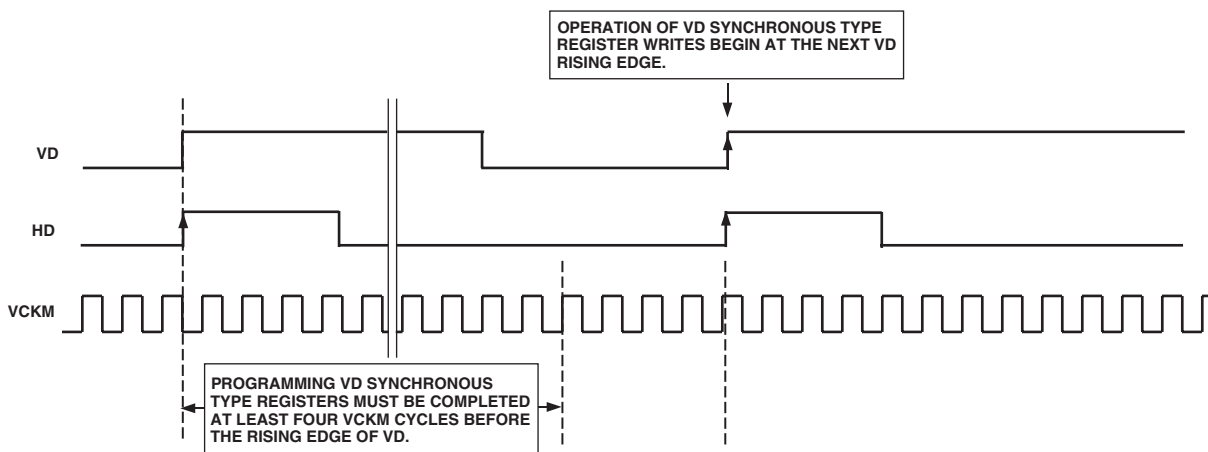 OPERATION OF VD SYNCHRONOUS TYPE
REGISTER WRITES BEGIN AT THE NEXT VD
RISING EDGE.
VD
HD
VCKM
PROGRAMMING VD SYNCHRONOUS
TYPE REGISTERS MUST BE COMPLETED
AT LEAST FOUR VCKM CYCLES BEFORE
THE RISING EDGE OF VD.